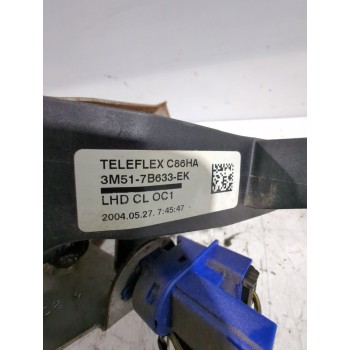 TELEFLEX C86HA
3M51-7B633-EK
LHD CL OC1
2004.05.27. 7:45:47